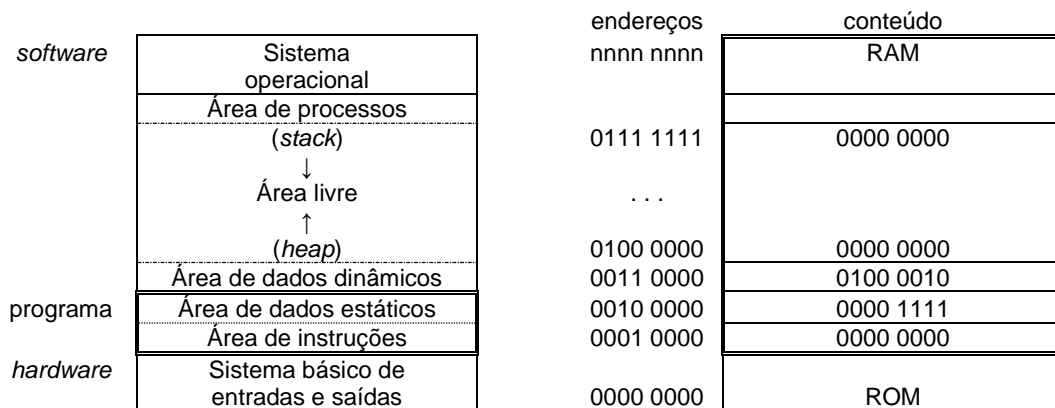 endereços conteúdo
software Sistema nnnn nnnn RAM
operacional
Área de processos
(stack) 0111 1111 0000 0000
↓
Área livre . . .
↑
(heap) 0100 0000 0000 0000
Área de dados dinâmicos 0011 0000 0100 0010
programa Área de dados estáticos 0010 0000 0000 1111
Área de instruções 0001 0000 0000 0000
hardware Sistema básico de
entradas e saídas 0000 0000 ROM